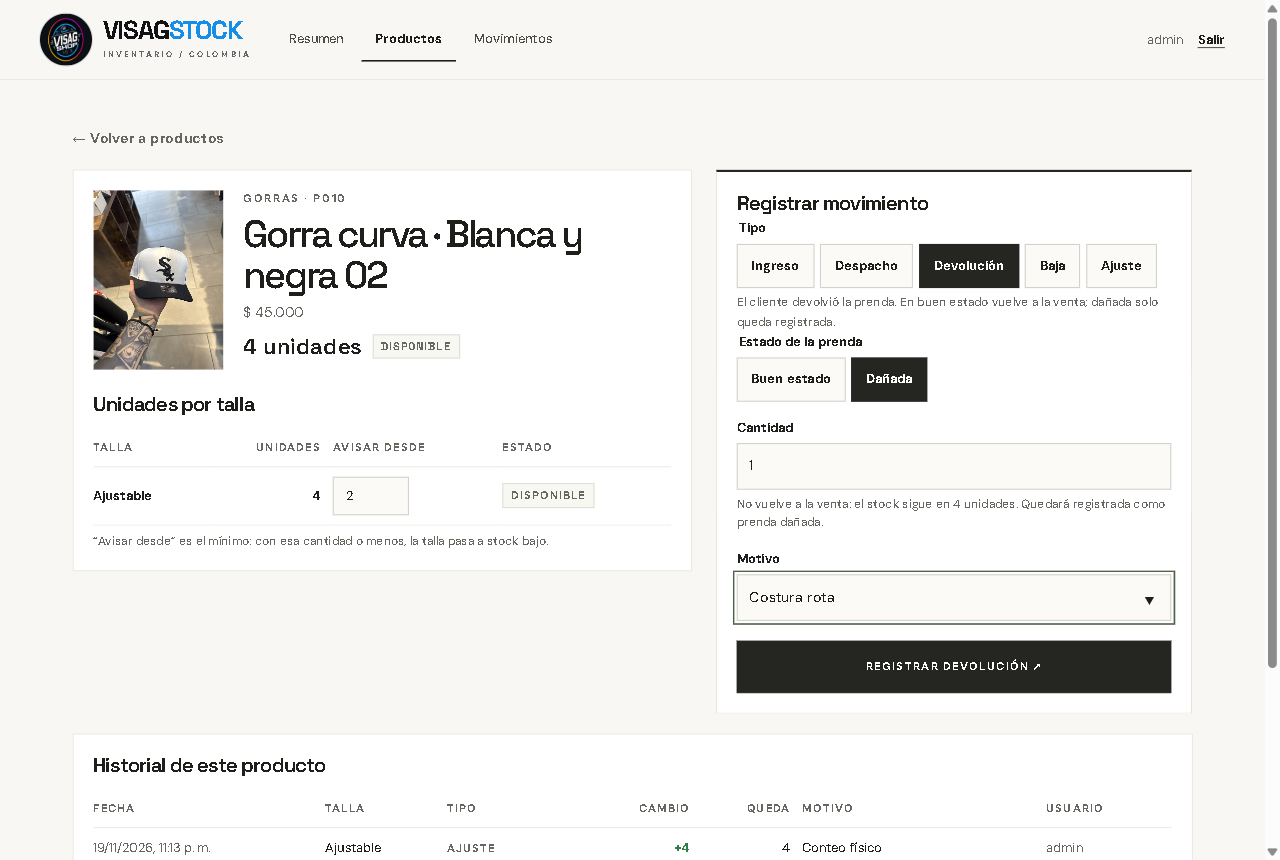 VISAG SHOP
VISAGSTOCK
INVENTARIO / COLOMBIA
Resumen
Productos
Movimientos
admin
Salir
← Volver a productos
GORRAS · P010
Gorra curva · Blanca y
negra 02
$ 45.000
4 unidades
DISPONIBLE
Unidades por talla
TALLA UNIDADES AVISAR DESDE ESTADO
Ajustable 4 2 DISPONIBLE
"Avisar desde" es el mínimo: con esa cantidad o menos, la talla pasa a stock bajo.
Registrar movimiento
Tipo
Ingreso Despacho Devolución Baja Ajuste
El cliente devolvió la prenda. En buen estado vuelve a la venta; dañada solo
queda registrada.
Estado de la prenda
Buen estado Dañada
Cantidad
1
No vuelve a la venta: el stock sigue en 4 unidades. Quedará registrada como
prenda dañada.
Motivo
Costura rota
REGISTRAR DEVOLUCIÓN ↗
Historial de este producto
FECHA TALLA TIPO CAMBIO QUEDA MOTIVO USUARIO
19/11/2026, 11:13 p. m. Ajustable AJUSTE +4 4 Conteo físico admin